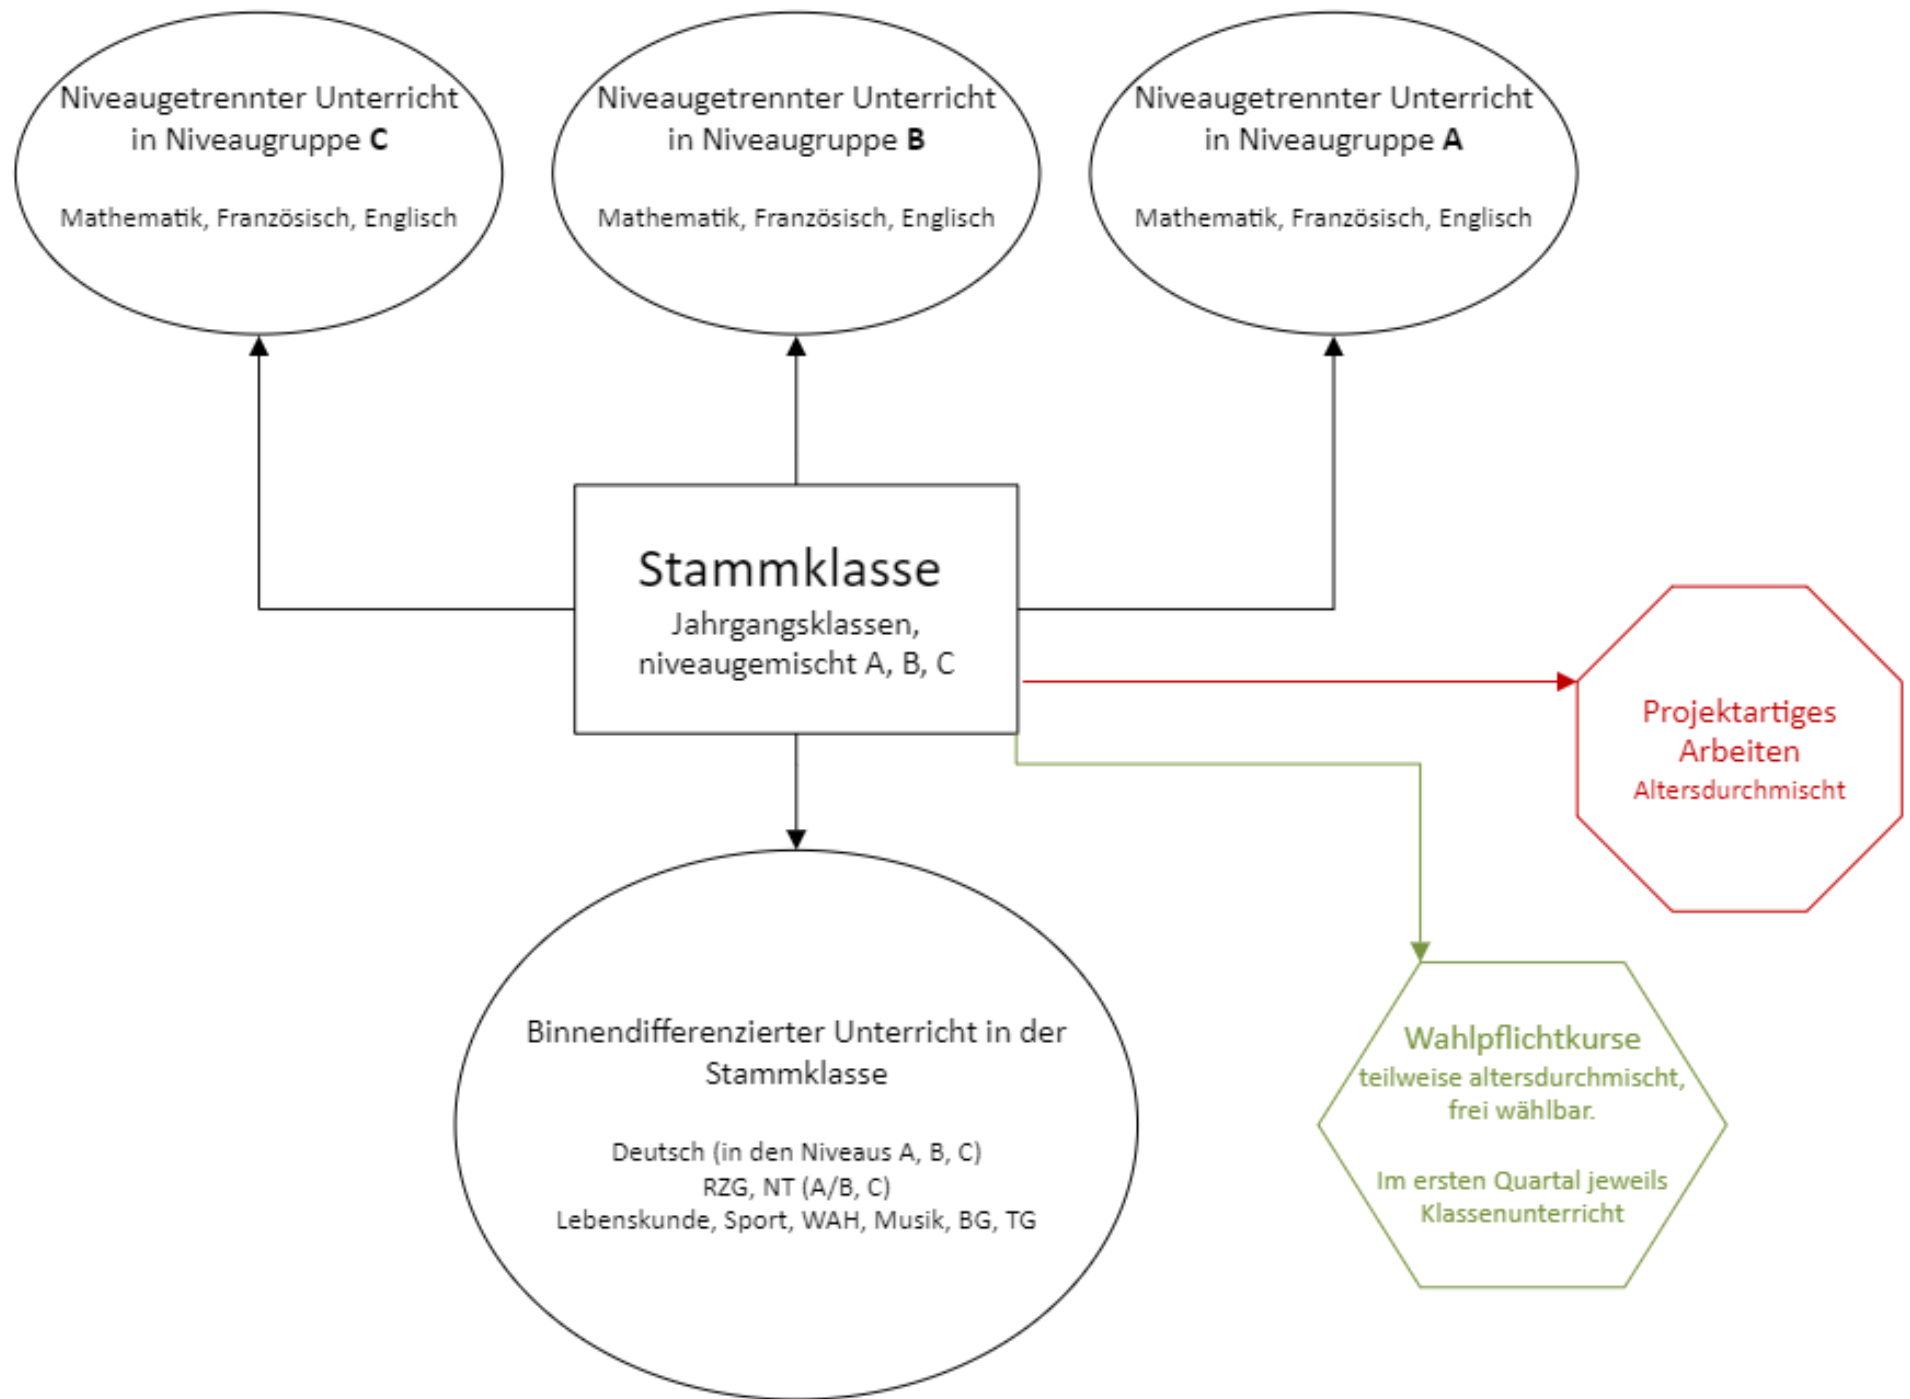 Niveaugetrennter Unterricht
in Niveaugruppe C
Mathematik, Französisch, Englisch
Niveaugetrennter Unterricht
in Niveaugruppe B
Mathematik, Französisch, Englisch
Niveaugetrennter Unterricht
in Niveaugruppe A
Mathematik, Französisch, Englisch
Stammklasse
Jahrgangsklassen,
niveaugemischt A, B, C
Projektartiges
Arbeiten
Altersdurchmischt
Binnendifferenzierter Unterricht in der
Stammklasse
Deutsch (in den Niveaus A, B, C)
RZG, NT (A/B, C)
Lebenskunde, Sport, WAH, Musik, BG, TG
Wahlpflichtkurse
teilweise altersdurchmischt,
frei wählbar.
Im ersten Quartal jeweils
Klassenunterricht